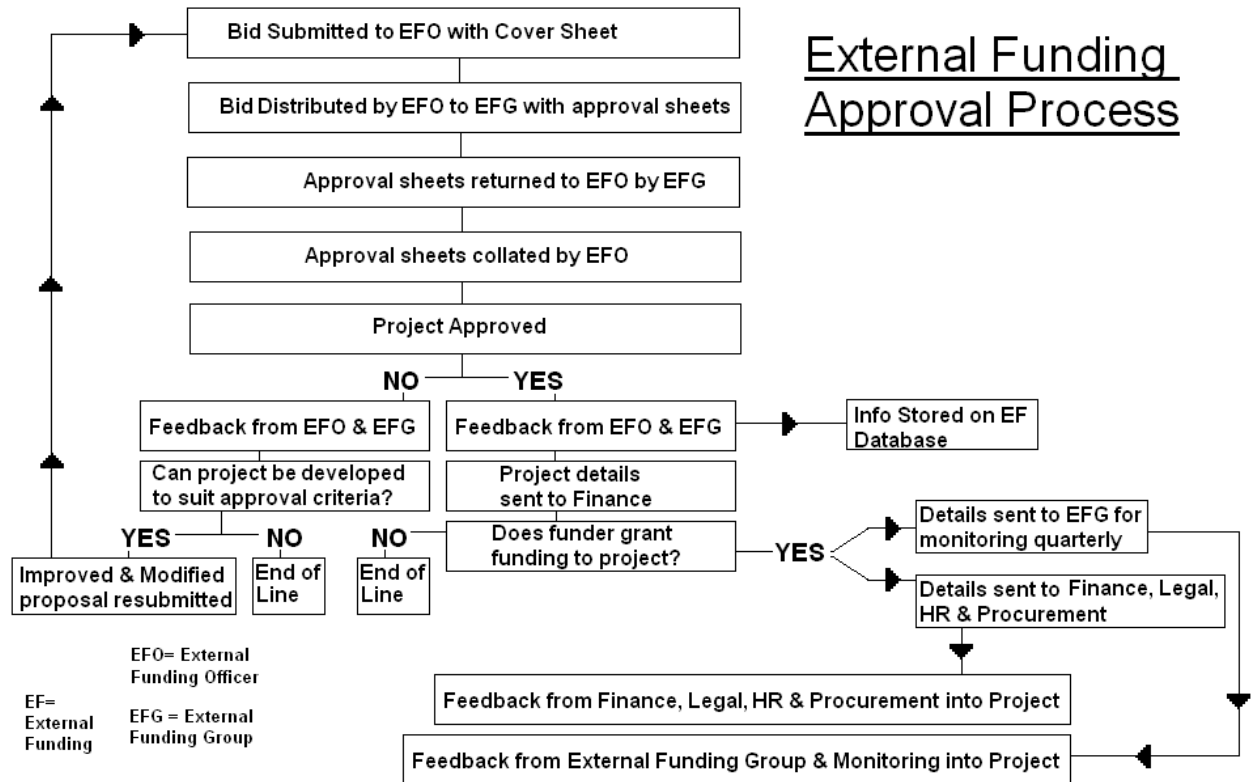 External Funding
Approval Process
Bid Submitted to EFO with Cover Sheet
Bid Distributed by EFO to EFG with approval sheets
Approval sheets returned to EFO by EFG
Approval sheets collated by EFO
Project Approved
NO
YES
Feedback from EFO & EFG
Feedback from EFO & EFG
Info Stored on EF
Database
Can project be developed
to suit approval criteria?
Project details
sent to Finance
YES
NO
NO
Does funder grant
funding to project?
YES
Details sent to EFG for
monitoring quarterly
Improved & Modified
proposal resubmitted
End of
Line
End of
Line
Details sent to Finance, Legal,
HR & Procurement
EFO= External
Funding Officer
EF=
External
Funding
EFG = External
Funding Group
Feedback from Finance, Legal, HR & Procurement into Project
Feedback from External Funding Group & Monitoring into Project